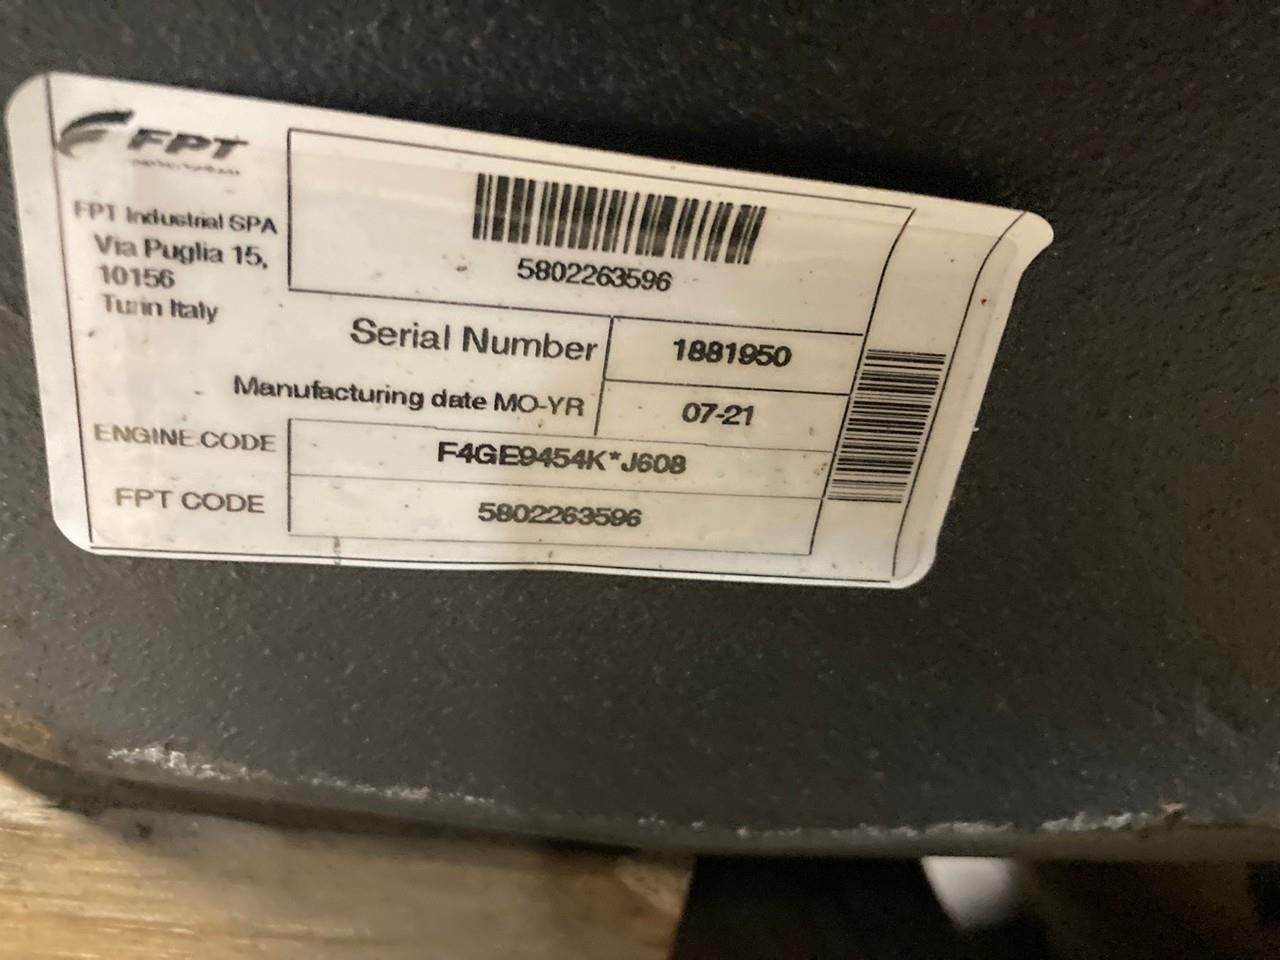 FPT
FPT Industrial SPA
Via Puglia 15,
10156
Turin Italy
5802263596
Serial Number 1881950
Manufacturing date MO-YR 07-21
ENGINE CODE F4GE9454K*J608
FPT CODE 5802263596